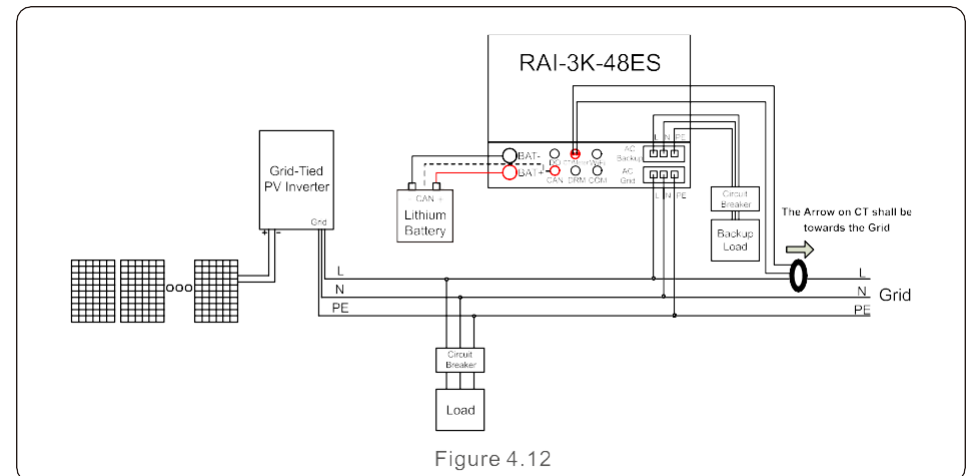 RAI-3K-48ES
L N PE
AC
Backup
BAT-
BAT+
CAN DRM COM
AC
Grid
L N PE
Grid-Tied
PV Inverter
Grid
+ -
- CAN +
Lithium
Battery
Circuit
Breaker
Backup
Load
The Arrow on CT shall be
towards the Grid
L
N
PE
L
N
PE
Grid
Circuit
Breaker
Load
Figure 4.12